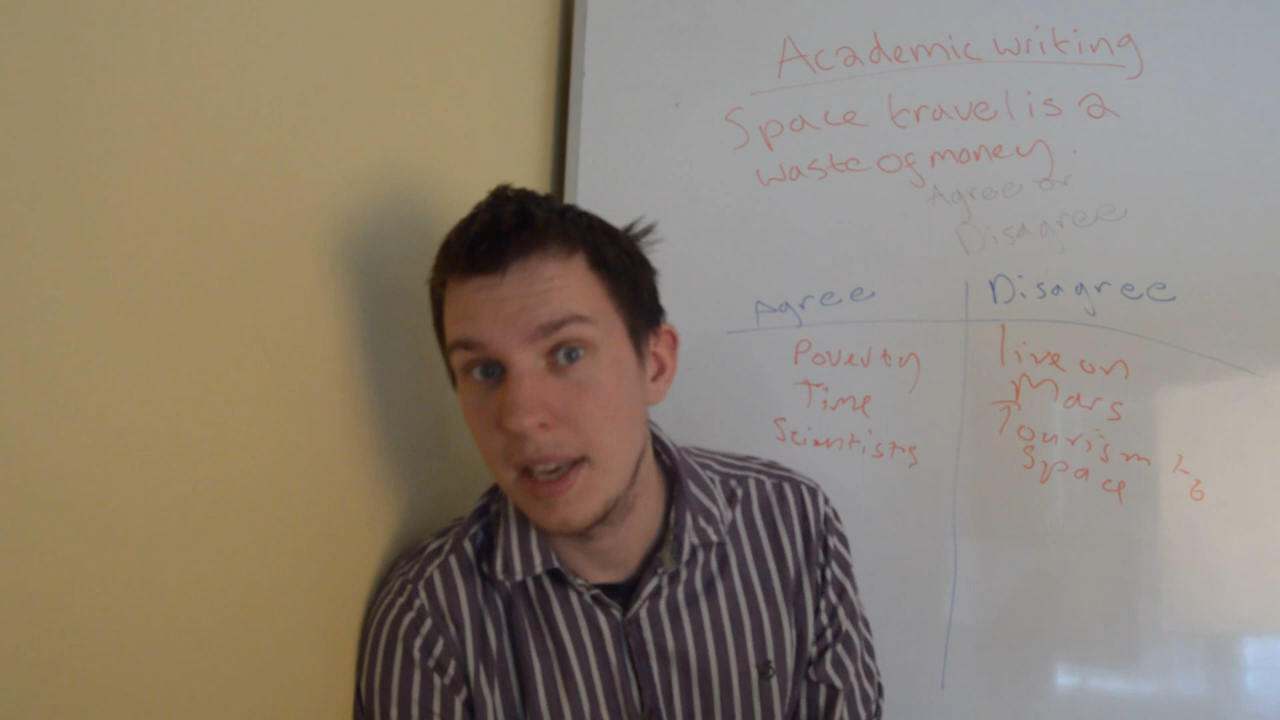 Academic writing
Space travel is a
waste of money.
Agree or
Disagree
Agree
Disagree
Poverty
Time
Scientists
live on
Mars
Tourism
Space